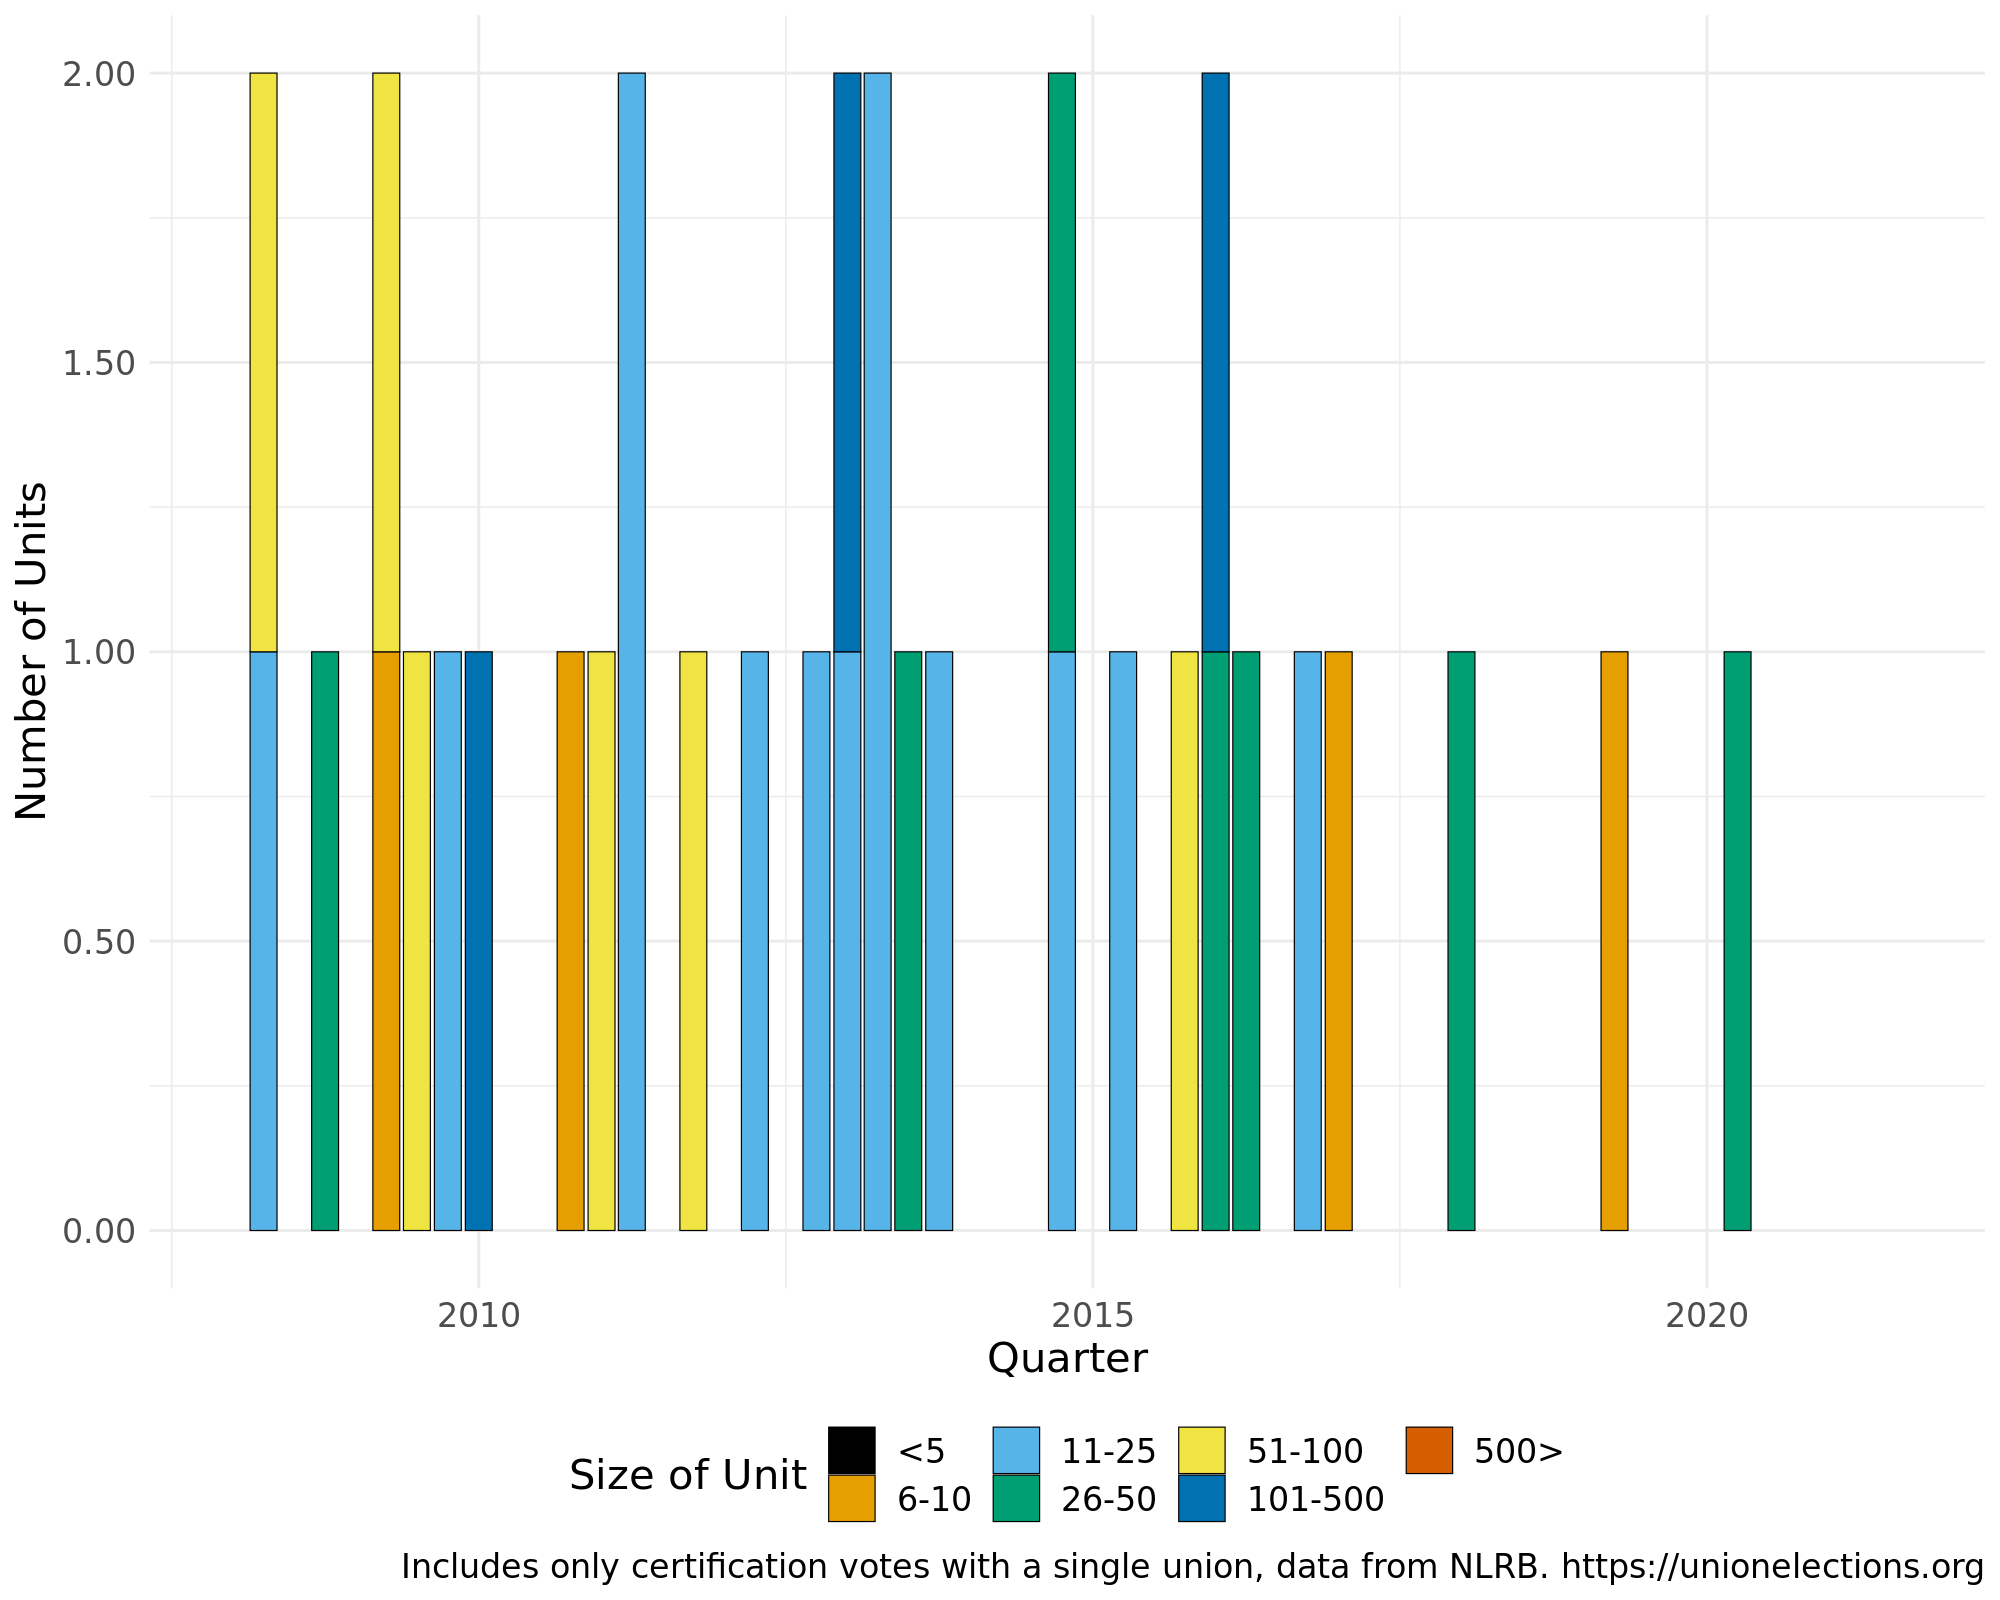 2.00
1.50
1.00
0.50
0.00
Number of Units
2010 2015 2020
Quarter
Size of Unit
<5 11-25 51-100 500>
6-10 26-50 101-500
Includes only certification votes with a single union, data from NLRB. https://unionelections.org